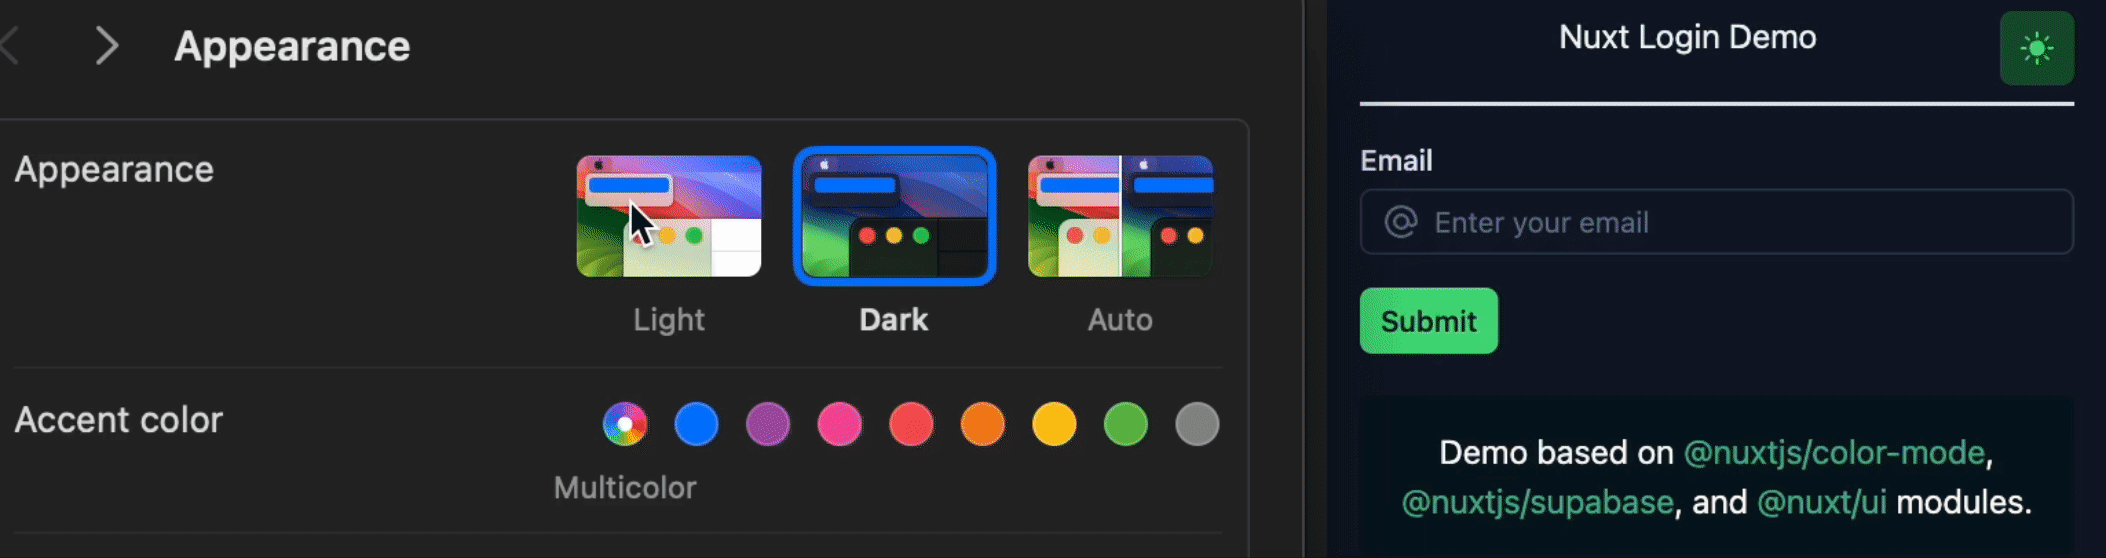 Appearance
Appearance
Light
Dark
Auto
Accent color
Multicolor
Nuxt Login Demo
Email
Enter your email
Submit
Demo based on @nuxtjs/color-mode,
@nuxtjs/supabase, and @nuxt/ui modules.